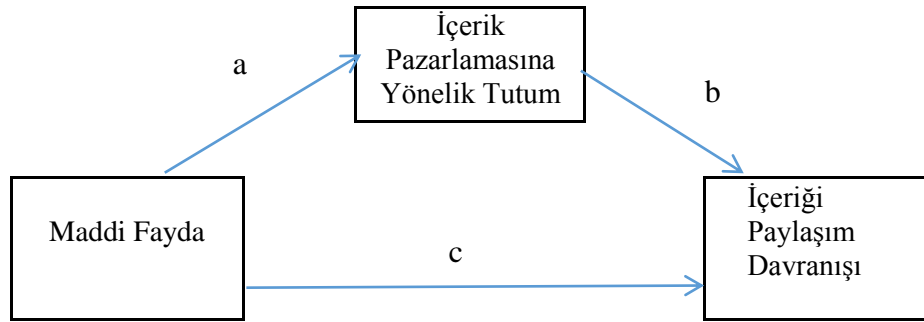 İçerik
Pazarlamasına
Yönelik Tutum
a
b
Maddi Fayda
İçeriği
Paylaşım
Davranışı
c